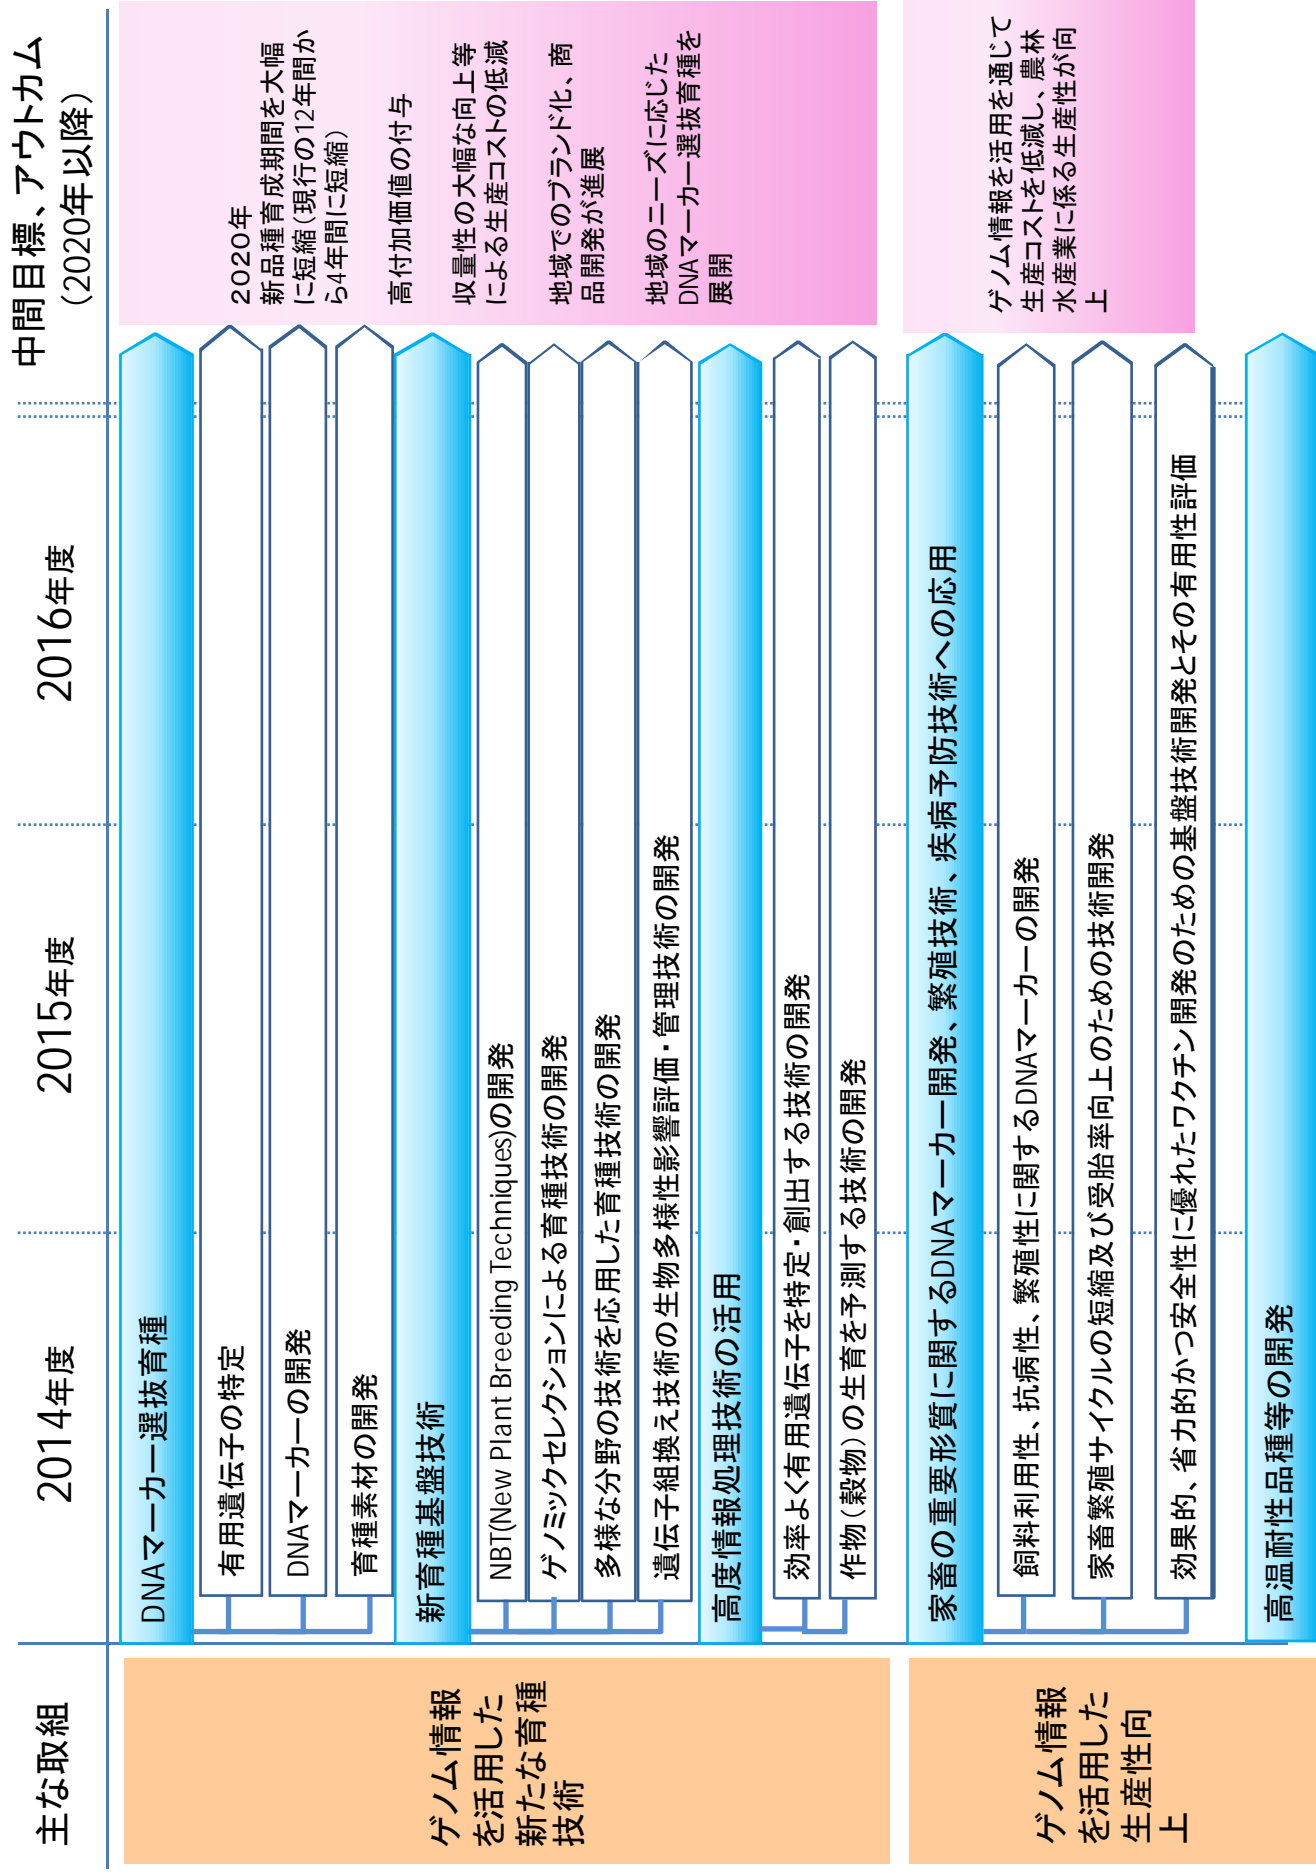 主な取組
2014年度
2015年度
2016年度
中間目標、アウトカム
(2020年以降)
ゲノム情報
を活用した
新たな育種
技術
DNAマーカー選抜育種
有用遺伝子の特定
DNAマーカーの開発
育種素材の開発
新育種基盤技術
NBT(New Plant Breeding Techniques)の開発
ゲノミックセレクションによる育種技術の開発
多様な分野の技術を応用した育種技術の開発
遺伝子組換え技術の生物多様性影響評価・管理技術の開発
高度情報処理技術の活用
効率よく有用遺伝子を特定・創出する技術の開発
作物(穀物)の生育を予測する技術の開発
2020年
新品種育成期間を大幅
に短縮(現行の12年間か
ら4年間に短縮)
高付加価値の付与
収量性の大幅な向上等
による生産コストの低減
地域でのブランド化、商
品開発が進展
地域のニーズに応じた
DNAマーカー選抜育種を
展開
ゲノム情報
を活用した
生産性向
上
家畜の重要形質に関するDNAマーカー開発、繁殖技術、疾病予防技術への応用
飼料利用性、抗病性、繁殖性に関するDNAマーカーの開発
家畜繁殖サイクルの短縮及び受胎率向上のための技術開発
効果的、省力的かつ安全性に優れたワクチン開発のための基盤技術開発とその有用性評価
高温耐性品種等の開発
ゲノム情報を活用を通じて
生産コストを低減し、農林
水産業に係る生産性が向
上